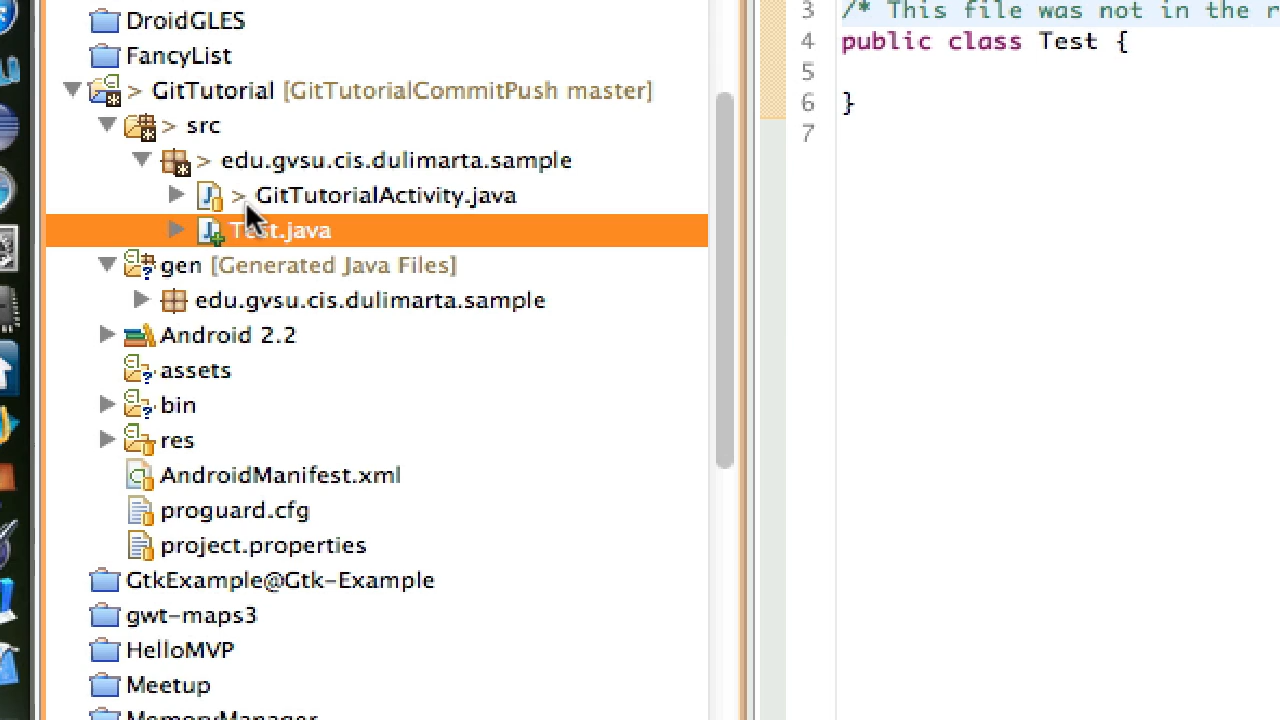 DroidGLES
FancyList
> GitTutorial [GitTutorialCommitPush master]
> src
> edu.gvsu.cis.dulimarta.sample
> GitTutorialActivity.java
Test.java
gen [Generated Java Files]
edu.gvsu.cis.dulimarta.sample
Android 2.2
assets
bin
res
AndroidManifest.xml
proguard.cfg
project.properties
GtkExample@Gtk-Example
gwt-maps3
HelloMVP
Meetup
MemoryManager
3 /* This file was not in the r
4 public class Test {
5
6 }
7